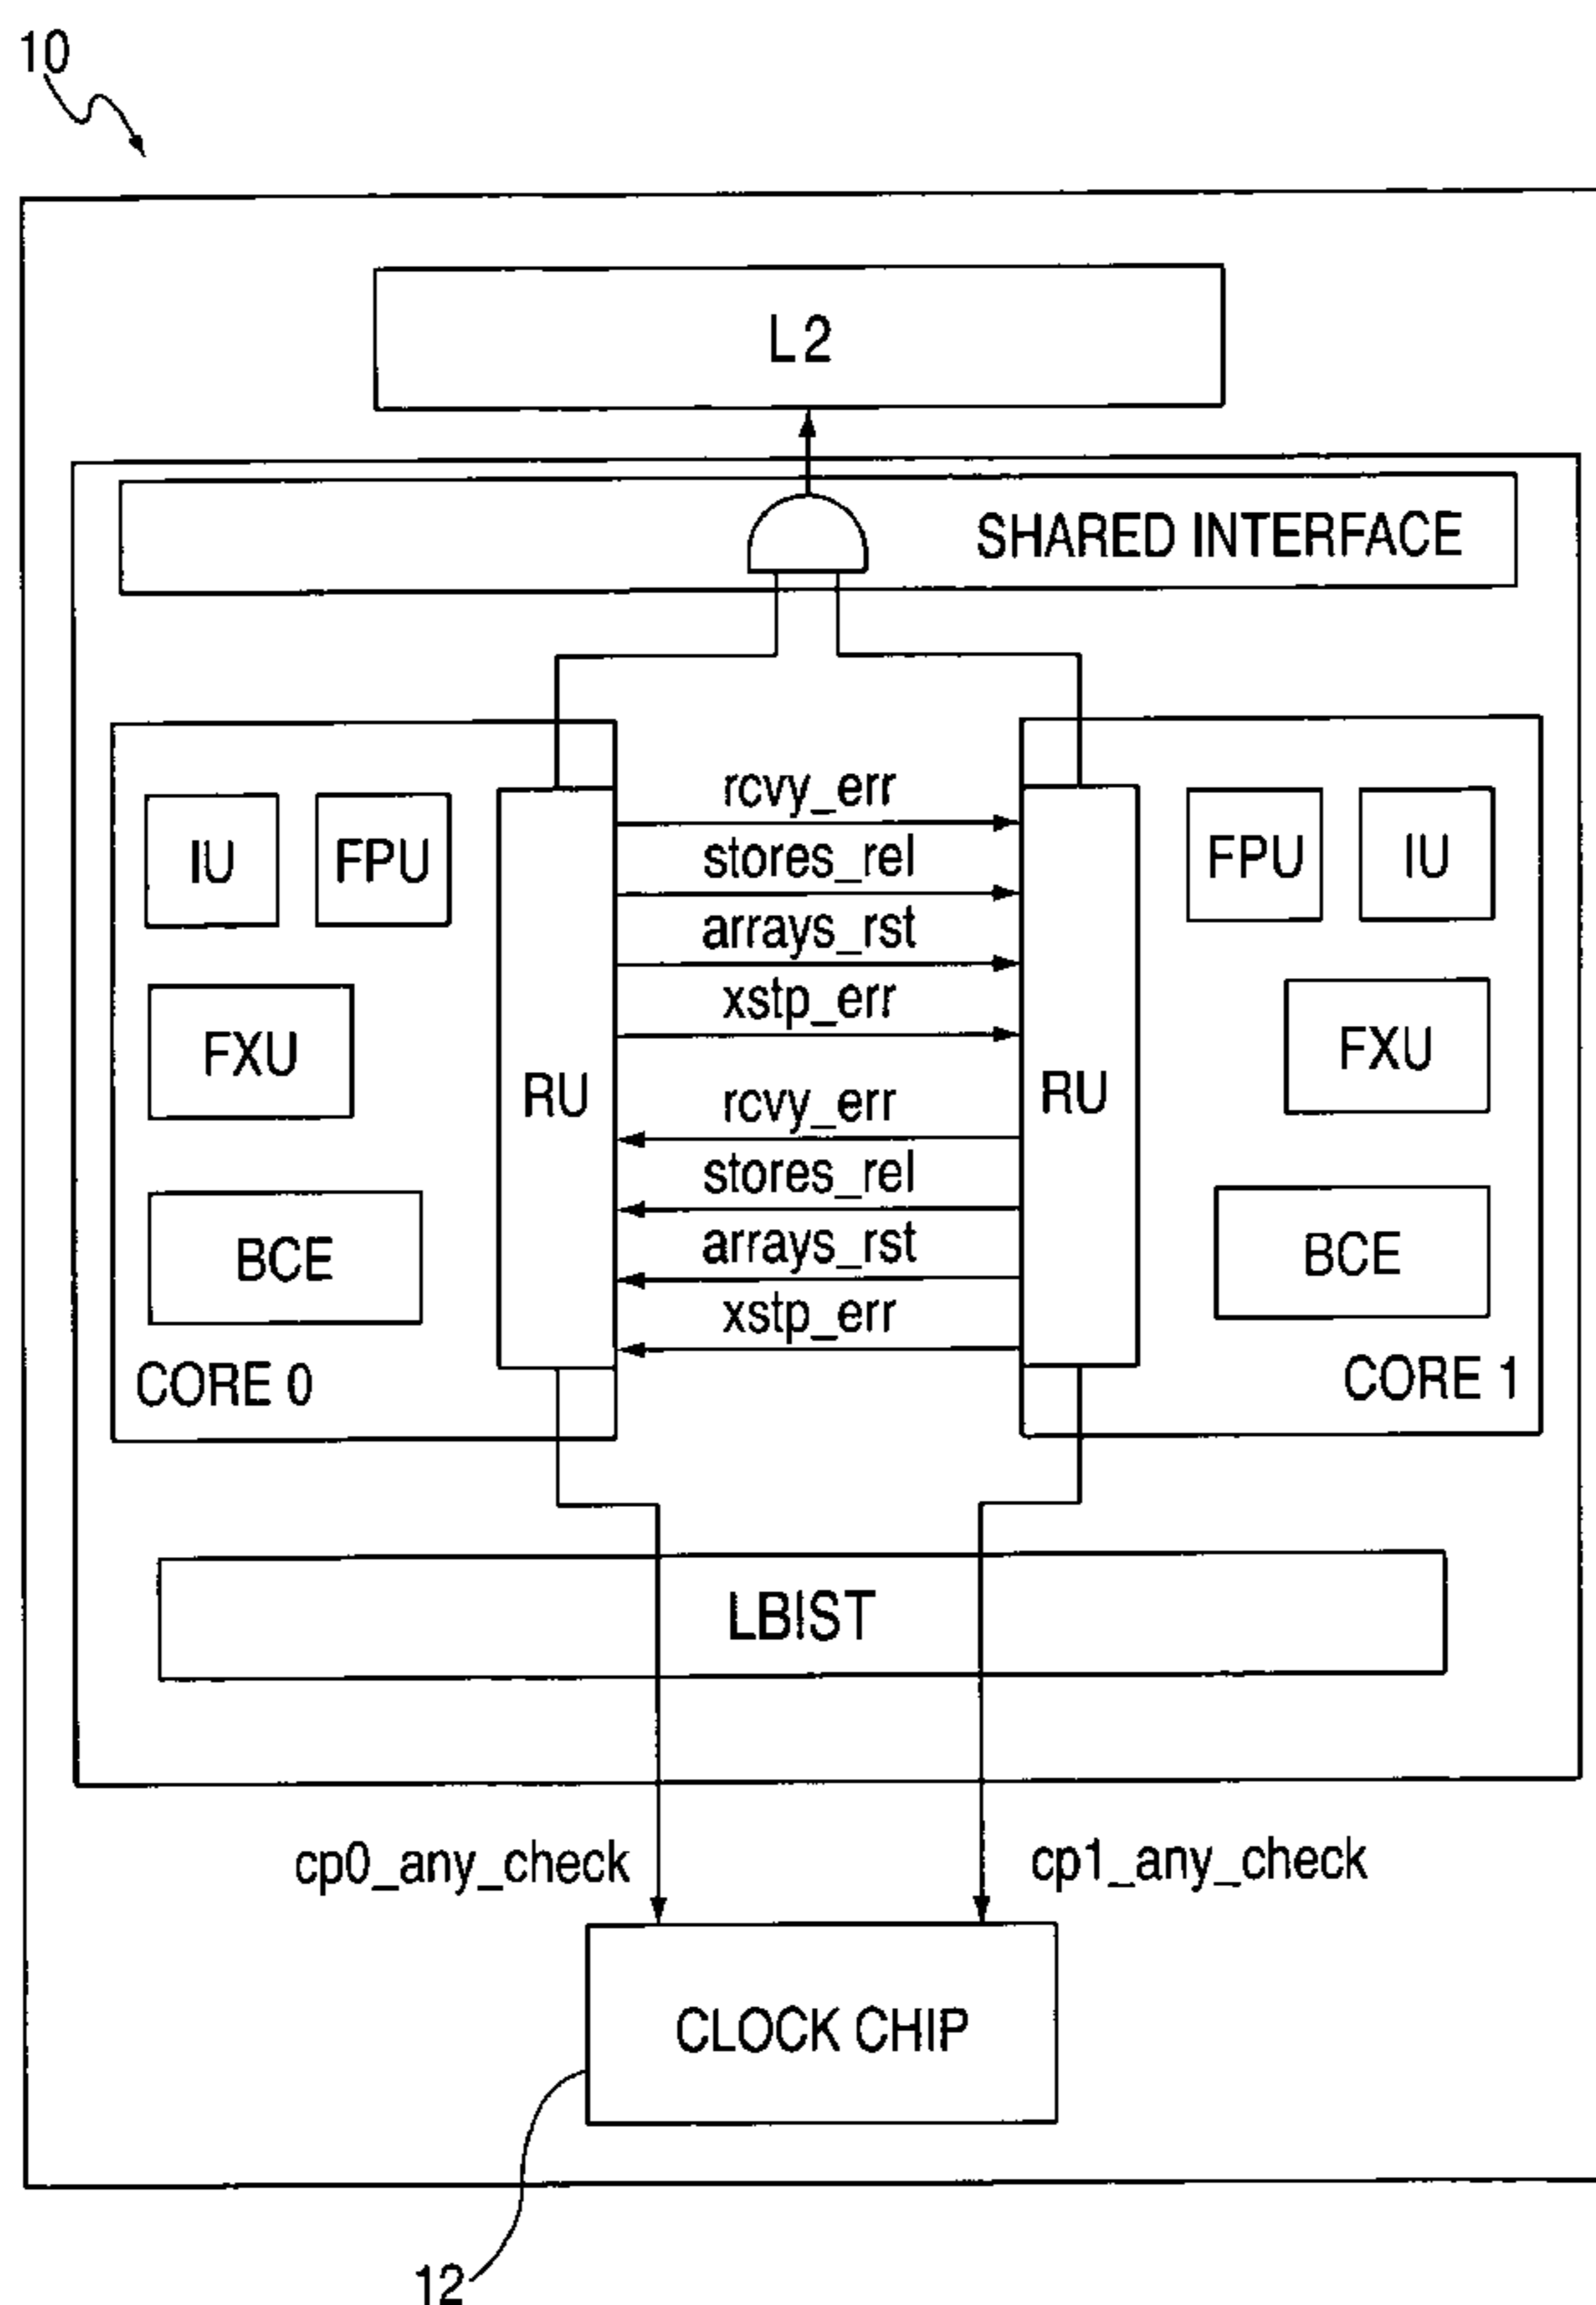 10
L2
SHARED INTERFACE
rcvy_err
stores_rel
arrays_rst
xstp_err
IU
FPU
FPU
IU
FXU
RU
RU
FXU
rcvy_err
stores_rel
arrays_rst
xstp_err
BCE
BCE
CORE 0
CORE 1
LBIST
cp0_any_check
cp1_any_check
CLOCK CHIP
12